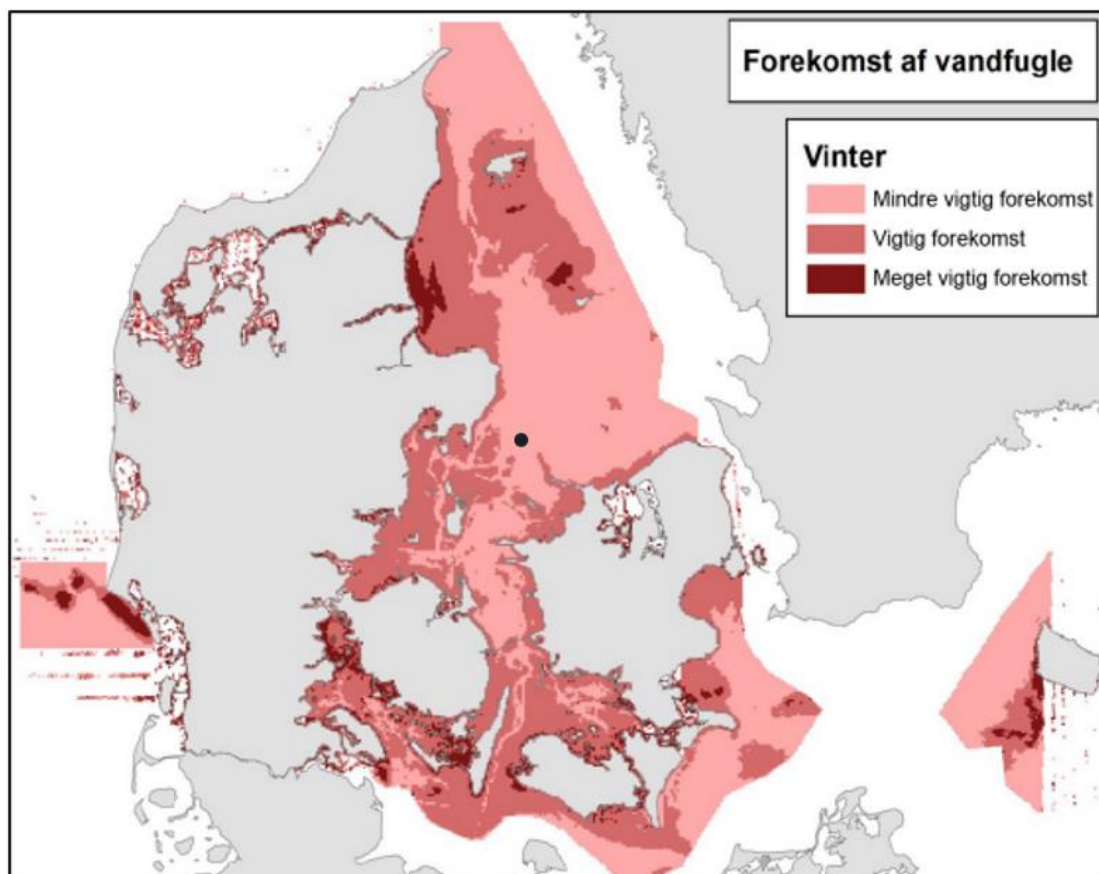 Forekomst af vandfugle
Vinter
Mindre vigtig forekomst
Vigtig forekomst
Meget vigtig forekomst